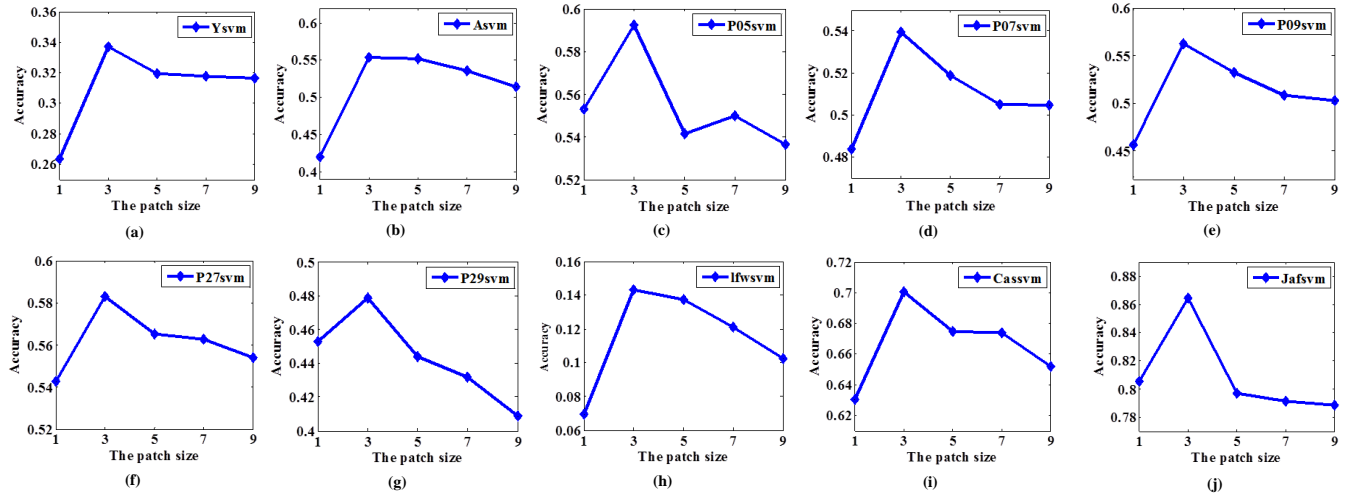 Ysvm
0.36
0.34
0.32
0.3
0.28
0.26
Accuracy
1 3 5 7 9
The patch size
(a)
Asvm
0.6
0.55
0.5
0.45
0.4
Accuracy
1 3 5 7 9
The patch size
(b)
P05svm
0.6
0.58
0.56
0.54
0.52
Accuracy
1 3 5 7 9
The patch size
(c)
P07svm
0.54
0.52
0.5
0.48
Accuracy
1 3 5 7 9
The patch size
(d)
P09svm
0.6
0.55
0.5
0.45
Accuracy
1 3 5 7 9
The patch size
(e)
P27svm
0.6
0.58
0.56
0.54
0.52
Accuracy
1 3 5 7 9
The patch size
(f)
P29svm
0.5
0.48
0.46
0.44
0.42
0.4
Accuracy
1 3 5 7 9
The patch size
(g)
lfwsvm
0.16
0.14
0.12
0.1
0.08
0.06
Accuracy
1 3 5 7 9
The patch size
(h)
Cassvm
0.72
0.7
0.68
0.66
0.64
0.62
Accuracy
1 3 5 7 9
The patch size
(i)
Jafsvm
0.88
0.86
0.84
0.82
0.8
0.78
Accuracy
1 3 5 7 9
The patch size
(j)